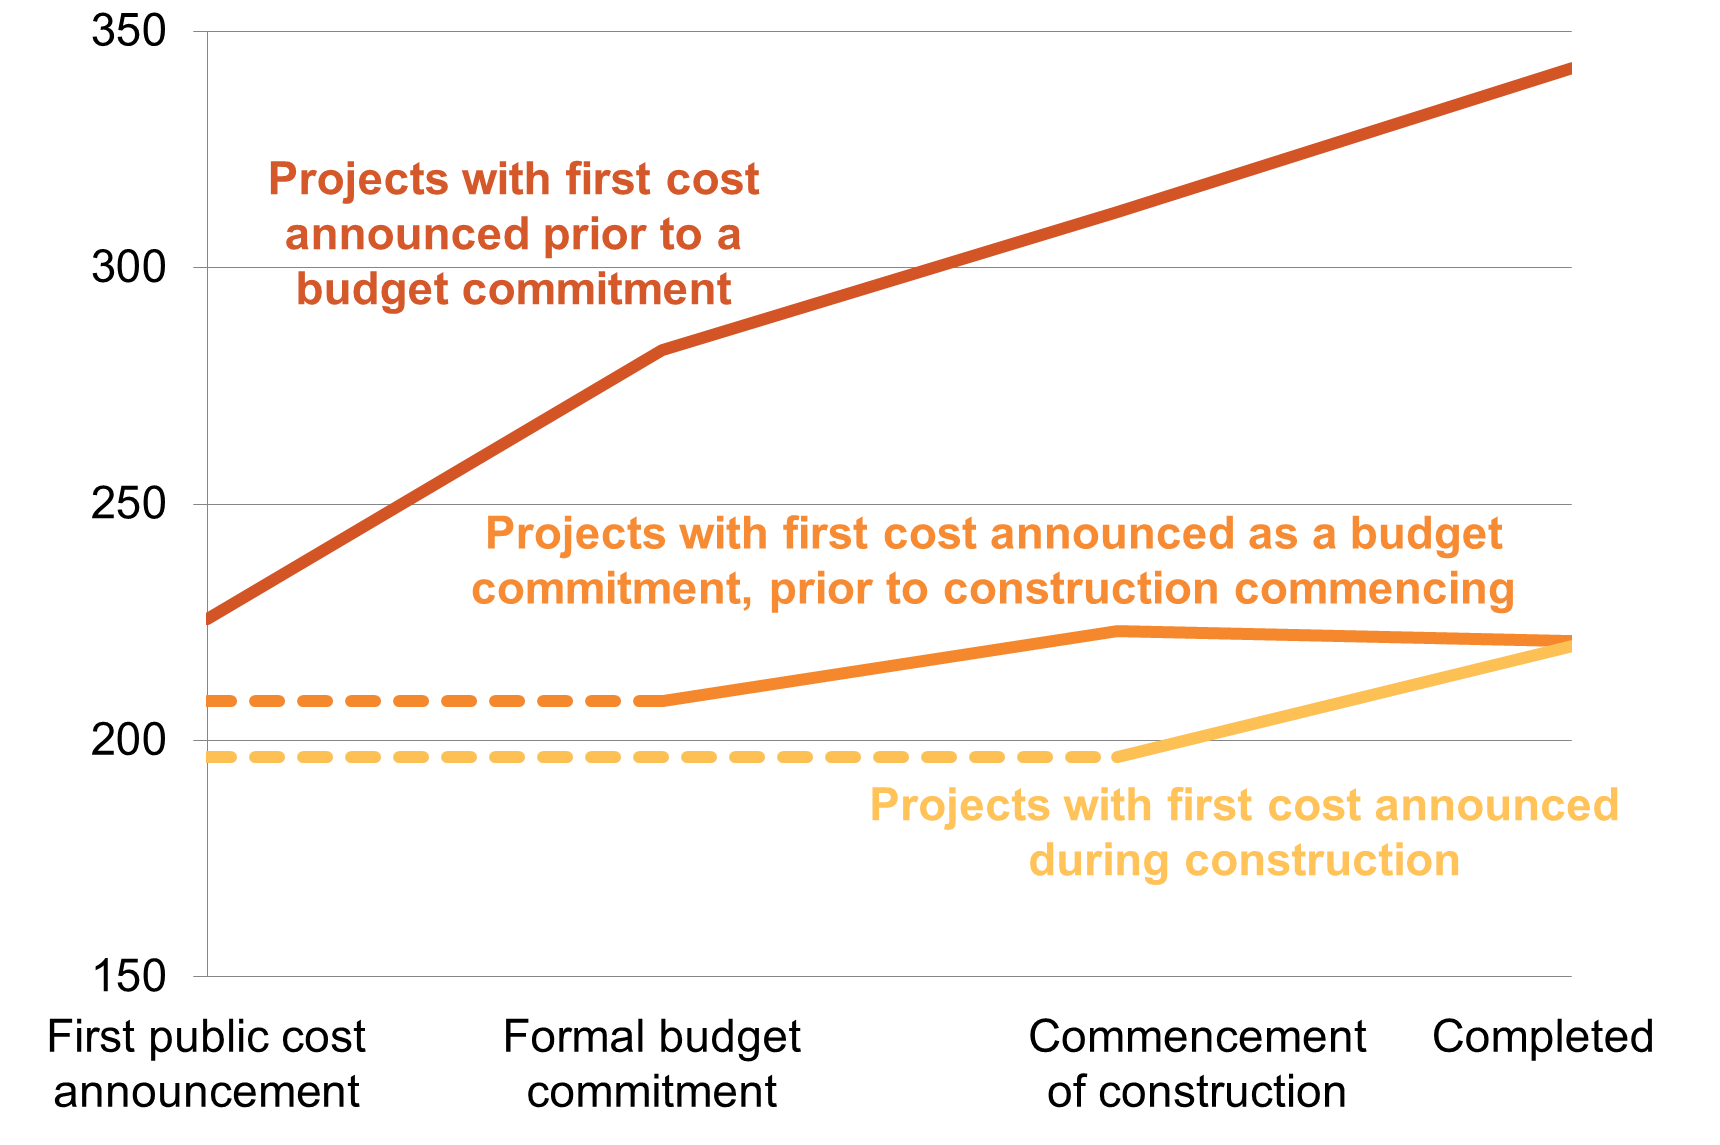 350
Projects with first cost
announced prior to a
300
budget commitment
250
Projects with first cost announced as a budget
commitment, prior to construction commencing
200
Projects with first cost announced
during construction
150
First public cost
announcement
Formal budget
commitment
Commencement
of construction
Completed